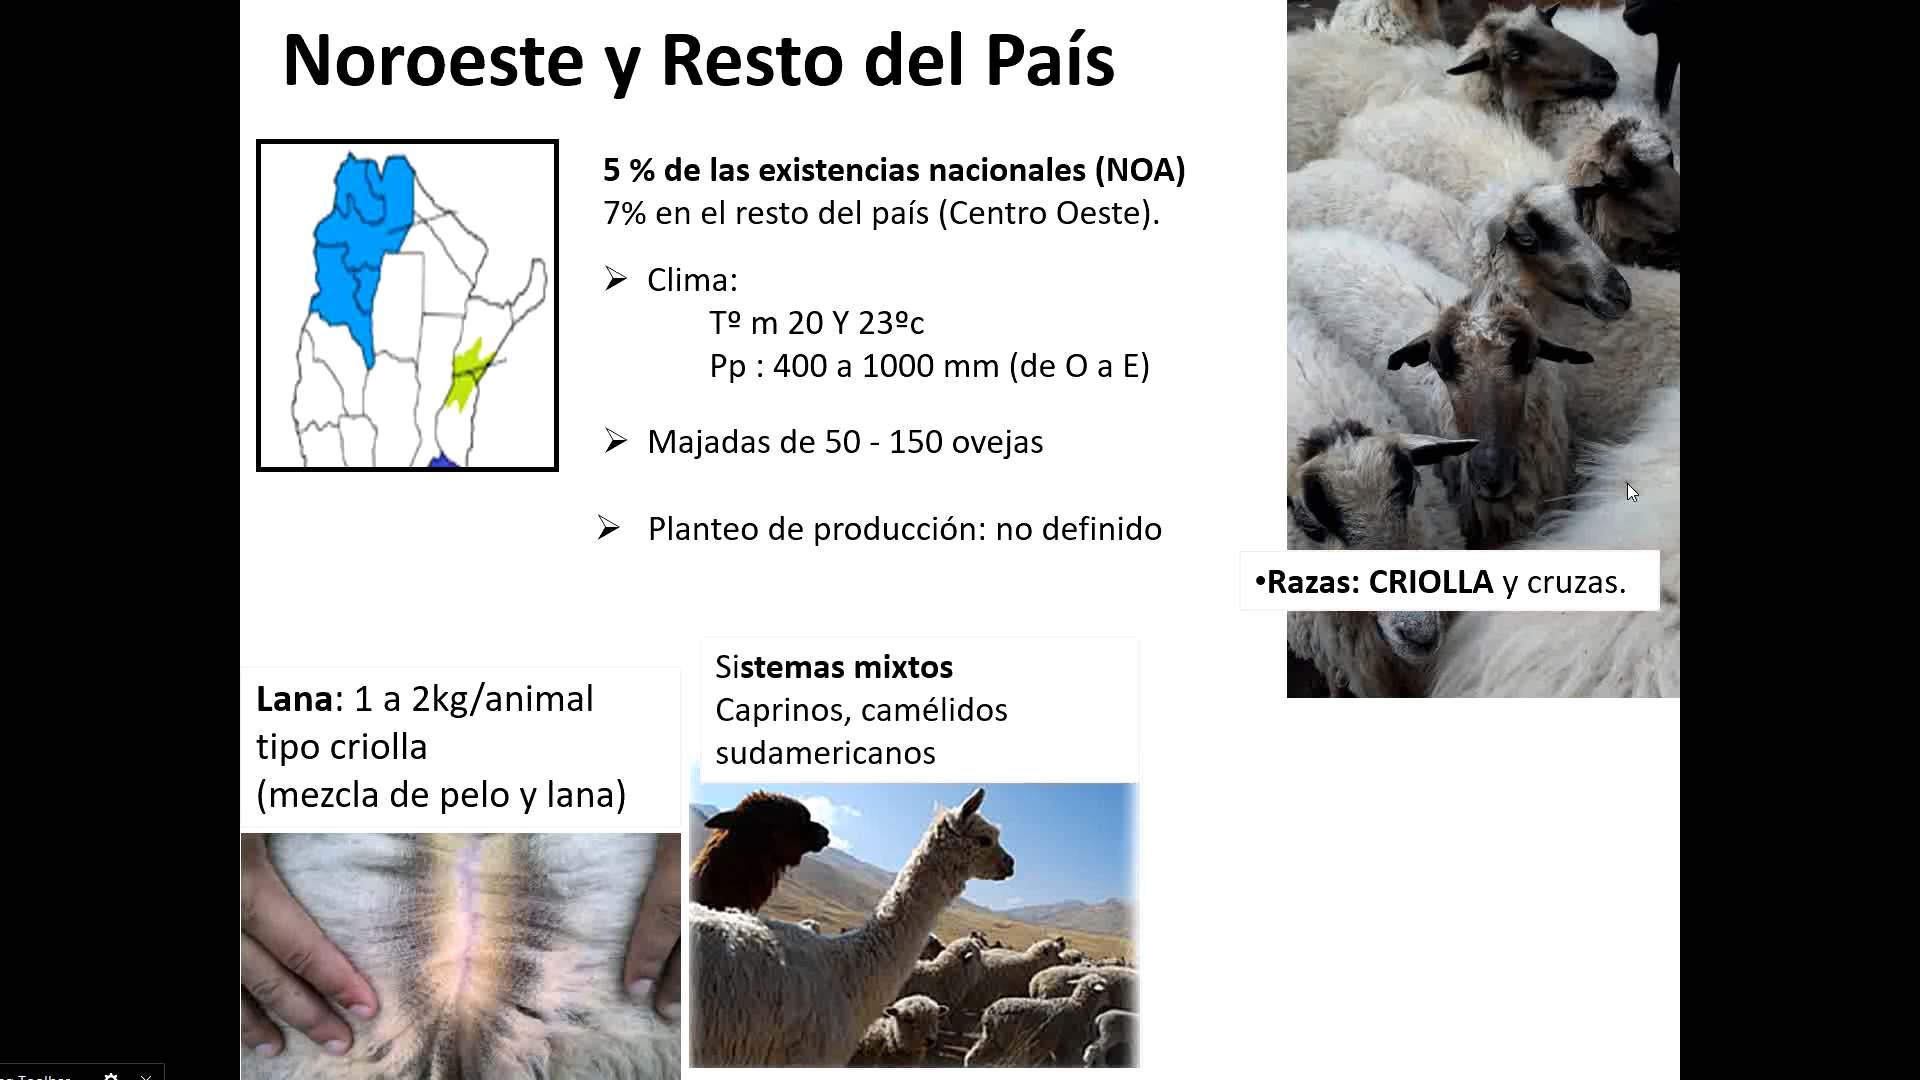 Noroeste y Resto del País
5 % de las existencias nacionales (NOA)
7% en el resto del país (Centro Oeste).
➢ Clima:
Tº m 20 Y 23ºc
Pp : 400 a 1000 mm (de O a E)
➢ Majadas de 50 - 150 ovejas
➢ Planteo de producción: no definido
•Razas: CRIOLLA y cruzas.
Sistemas mixtos
Caprinos, camélidos
sudamericanos
Lana: 1 a 2kg/animal
tipo criolla
(mezcla de pelo y lana)